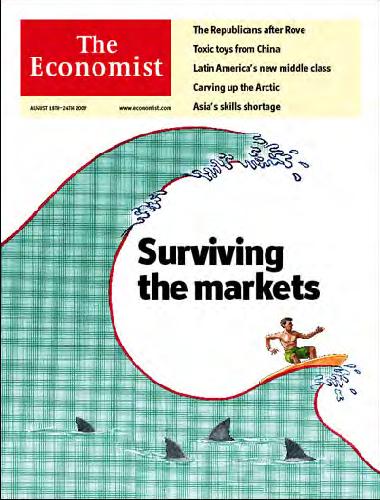 The
Economist
AUGUST 18TH–24TH 2007
www.economist.com
The Republicans after Rove
Toxic toys from China
Latin America's new middle class
Carving up the Arctic
Asia's skills shortage
Surviving
the markets